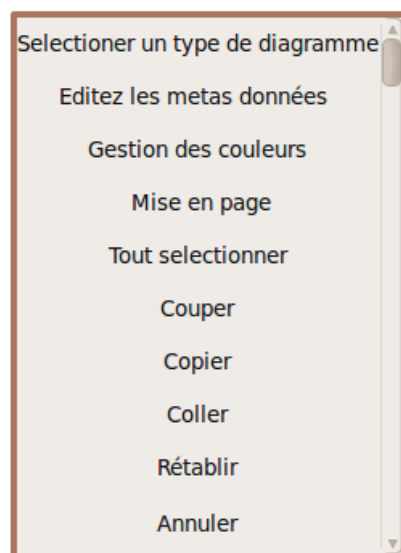 Selectioner un type de diagramme
Editez les metas données
Gestion des couleurs
Mise en page
Tout selectionner
Couper
Copier
Coller
Rétablir
Annuler